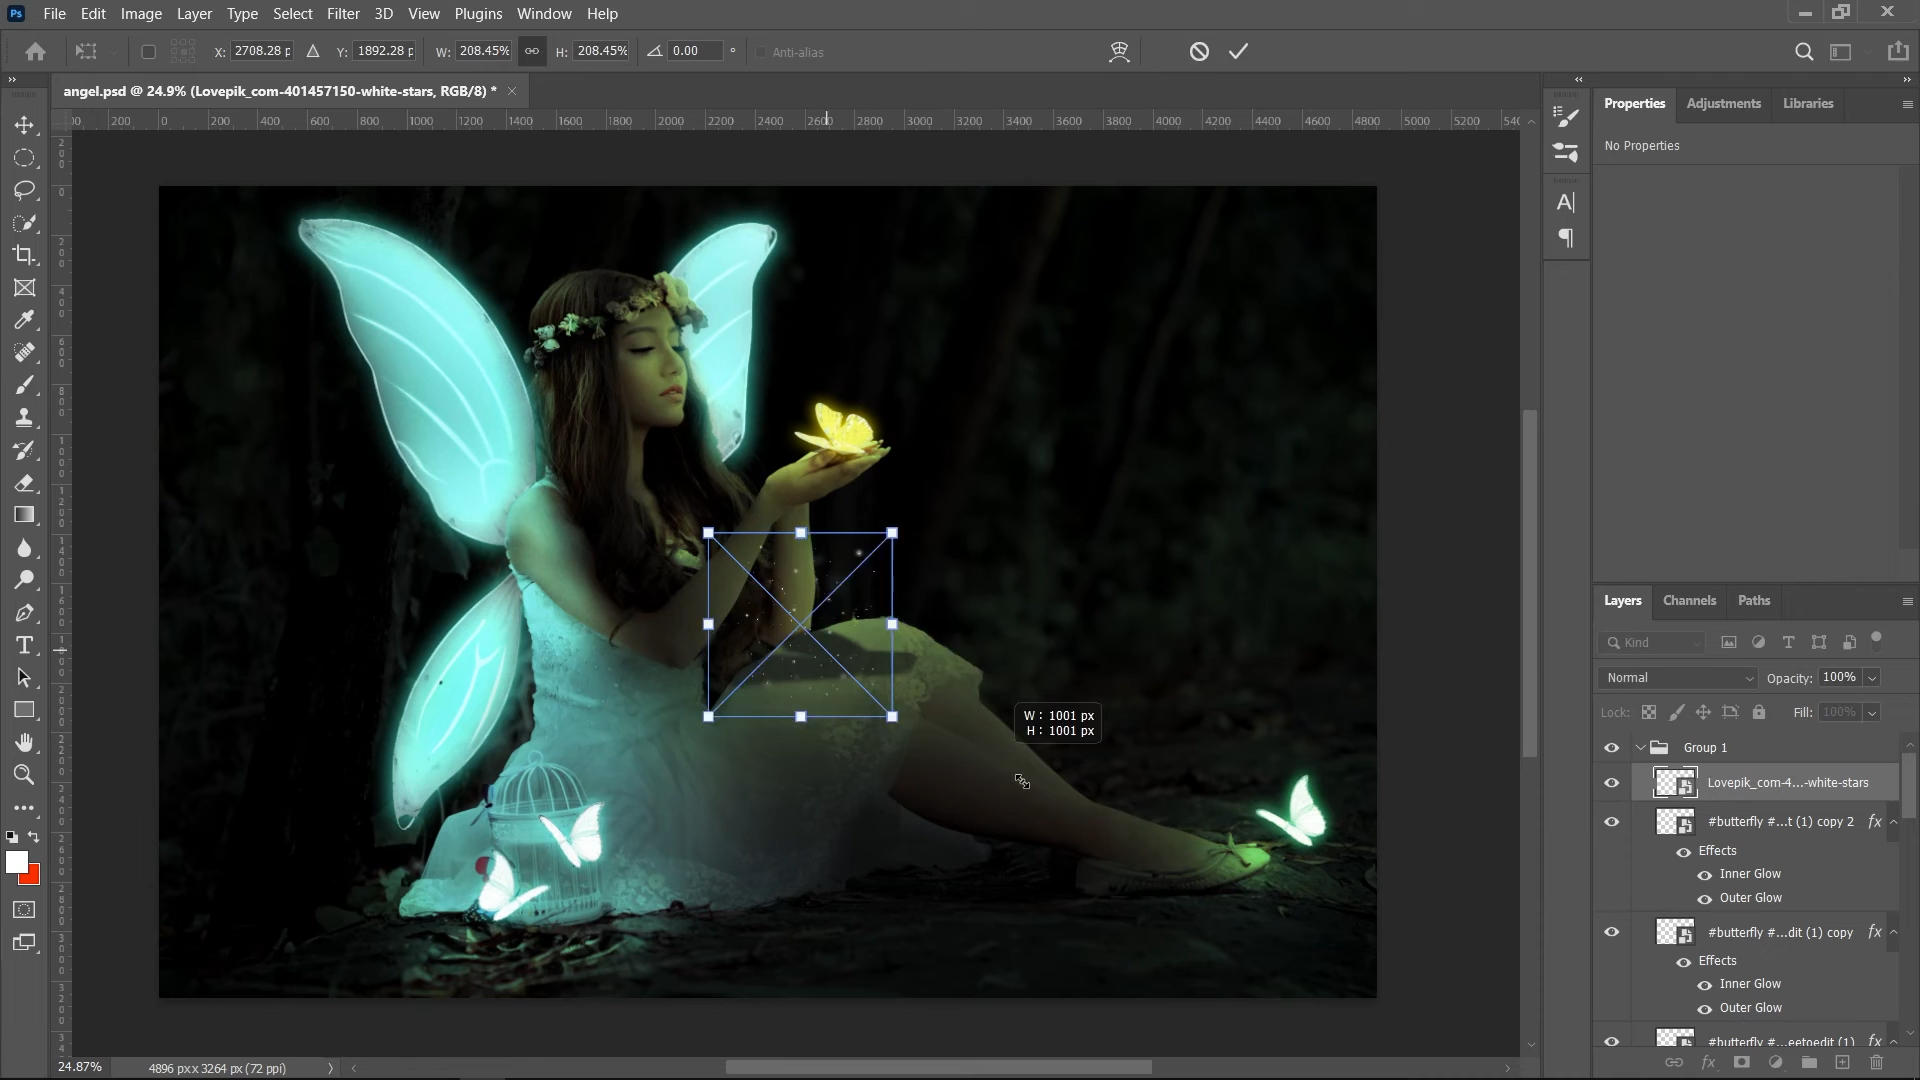 Ps File Edit Image Layer Type Select Filter 3D View Plugins Window Help
X: 2708.28 p Y: 1892.28 p W: 208.45% H: 208.45% 0.00 ° Anti-alias
angel.psd @ 24.9% (Lovepik_com-401457150-white-stars, RGB/8) *
200 0 200 400 600 800 1000 1200 1400 1600 1800 2000 2200 2400 2600 2800 3000 3200 3400 3600 3800 4000 4200 4400 4600 4800 5000 5200
Properties Adjustments Libraries
No Properties
W : 1001 px
H : 1001 px
Layers Channels Paths
Kind
Normal Opacity: 100%
Lock: Fill: 100%
Group 1
Lovepik_com-4...-white-stars
#butterfly #...t (1) copy 2 fx
Effects
Inner Glow
Outer Glow
#butterfly #...dit (1) copy fx
Effects
Inner Glow
Outer Glow
#butterfly #...eetoedit (1) fx
24.87% 4896 px x 3264 px (72 ppi)